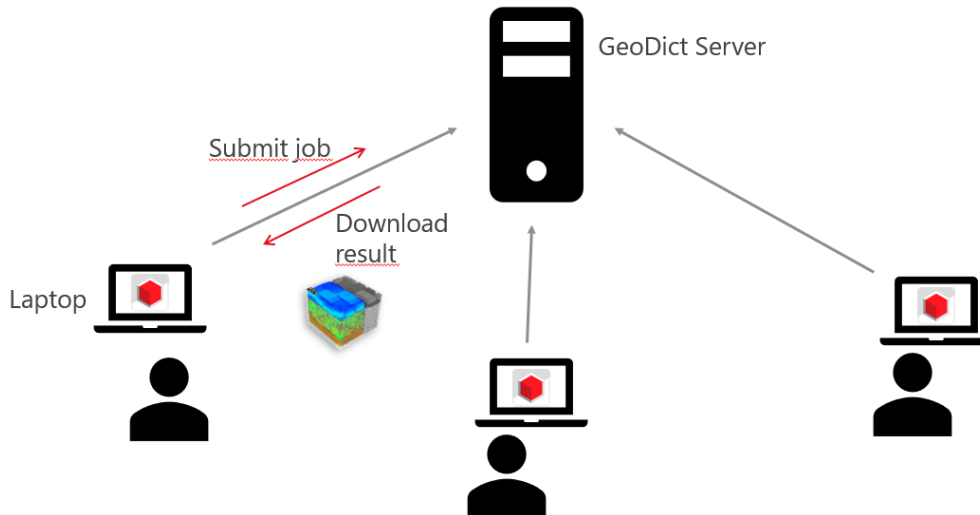 GeoDict Server
Submit job
Download
result
Laptop